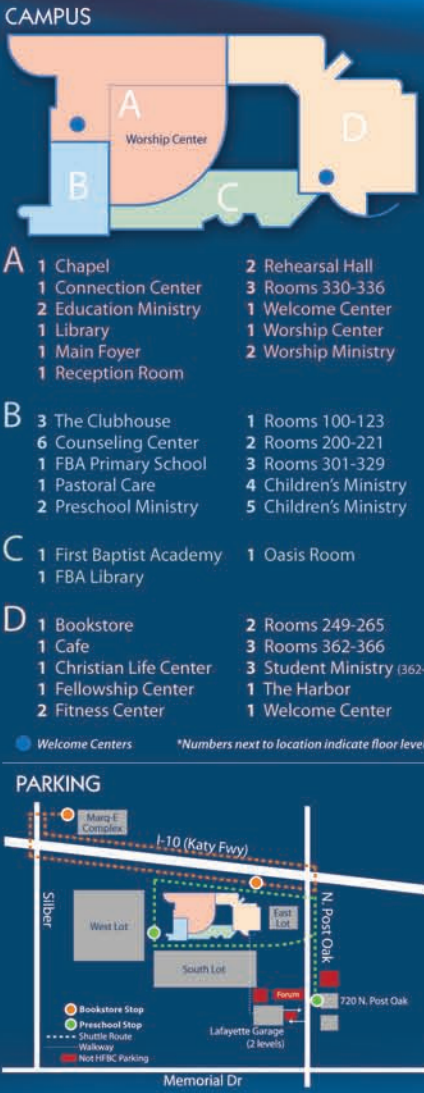 CAMPUS
A
Worship Center
B
C
D
A
1 Chapel
1 Connection Center
2 Education Ministry
1 Library
1 Main Foyer
1 Reception Room
2 Rehearsal Hall
3 Rooms 330-336
1 Welcome Center
1 Worship Center
2 Worship Ministry
B
3 The Clubhouse
6 Counseling Center
1 FBA Primary School
1 Pastoral Care
2 Preschool Ministry
1 Rooms 100-123
2 Rooms 200-221
3 Rooms 301-329
4 Children's Ministry
5 Children's Ministry
C
1 First Baptist Academy
1 FBA Library
1 Oasis Room
D
1 Bookstore
1 Cafe
1 Christian Life Center
1 Fellowship Center
2 Fitness Center
2 Rooms 249-265
3 Rooms 362-366
3 Student Ministry (362-
1 The Harbor
1 Welcome Center
Welcome Centers
*Numbers next to location indicate floor level
PARKING
Marq-E
Complex
I-10 (Katy Fwy)
Silber
West Lot
East
Lot
N. Post Oak
South Lot
Forum
720 N. Post Oak
Lafayette Garage
(2 levels)
Bookstore Stop
Preschool Stop
Shuttle Route
Walkway
Not HFBC Parking
Memorial Dr